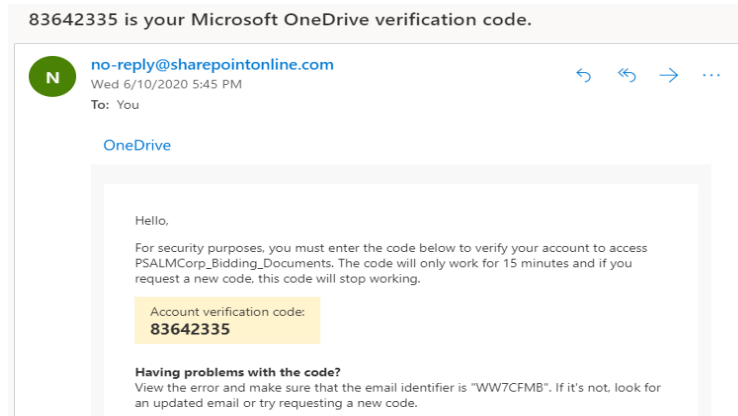 83642335 is your Microsoft OneDrive verification code.
N
no-reply@sharepointonline.com
Wed 6/10/2020 5:45 PM
To: You
OneDrive
Hello,
For security purposes, you must enter the code below to verify your account to access
PSALMCorp_Bidding_Documents. The code will only work for 15 minutes and if you
request a new code, this code will stop working.
Account verification code:
83642335
Having problems with the code?
View the error and make sure that the email identifier is "WW7CFMB". If it's not, look for
an updated email or try requesting a new code.